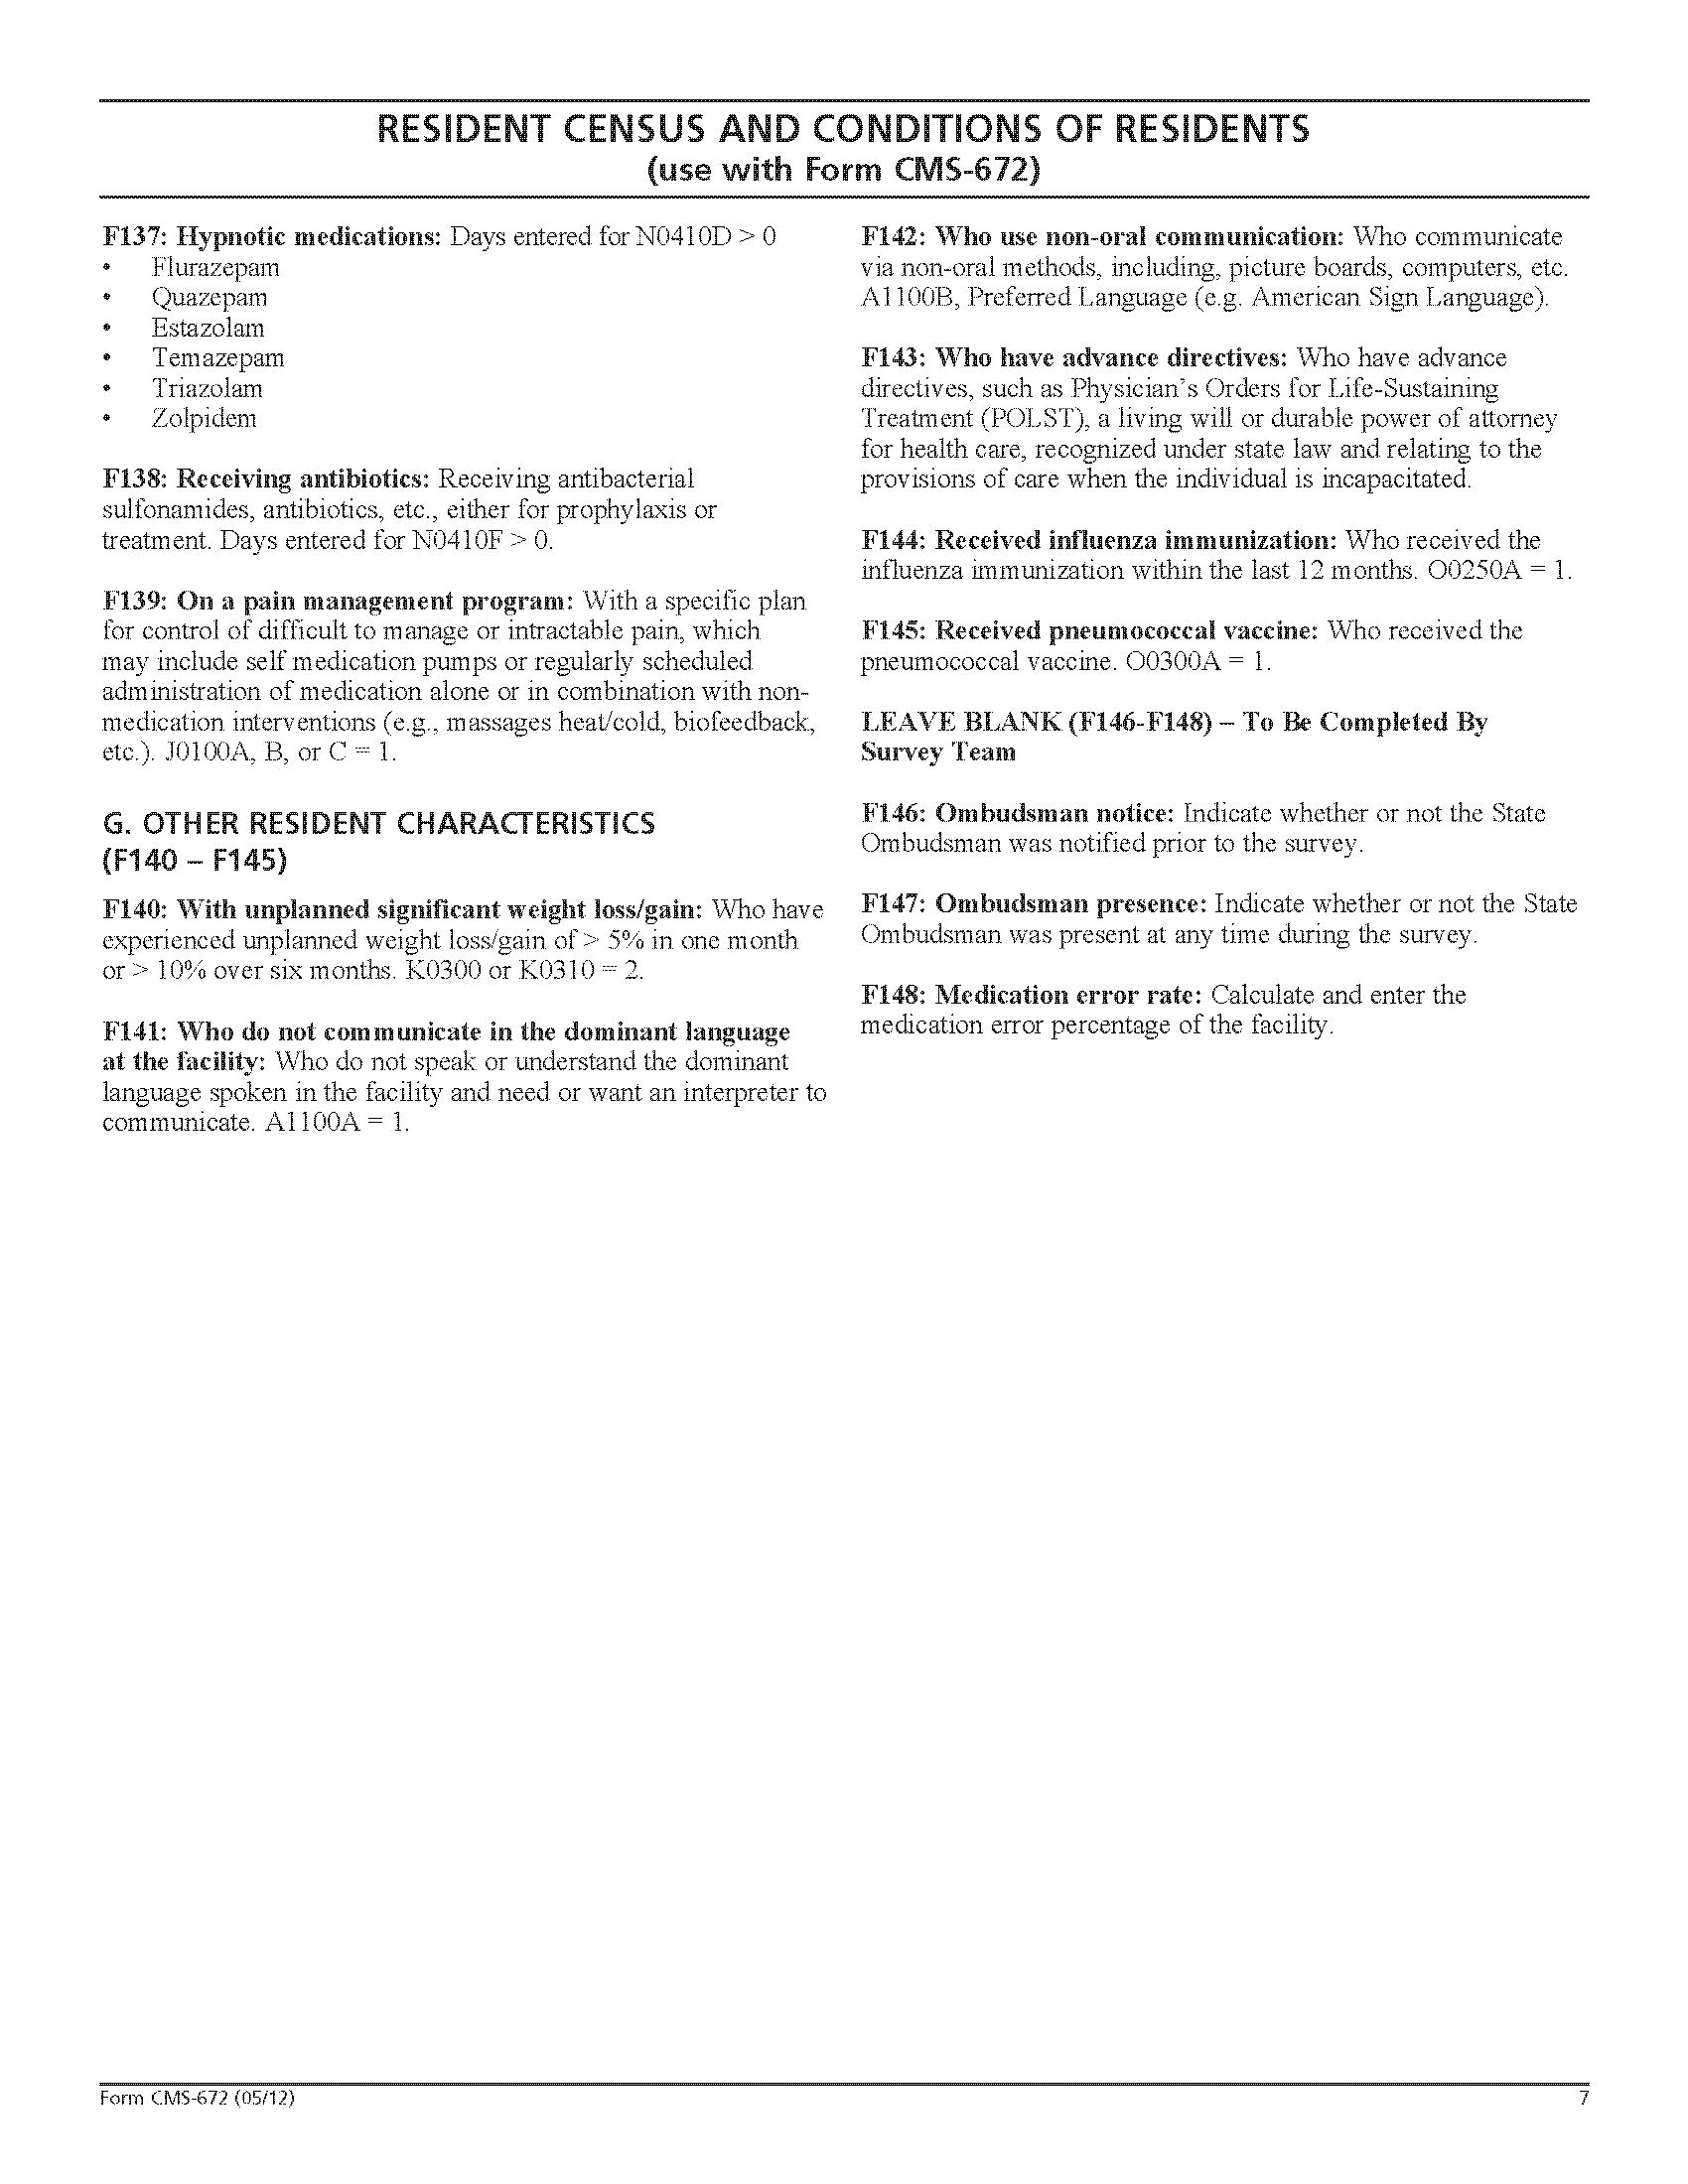 RESIDENT CENSUS AND CONDITIONS OF RESIDENTS
(use with Form CMS-672)
F137: Hypnotic medications: Days entered for N0410D > 0
• Flurazepam
• Quazepam
• Estazolam
• Temazepam
• Triazolam
• Zolpidem
F138: Receiving antibiotics: Receiving antibacterial
sulfonamides, antibiotics, etc., either for prophylaxis or
treatment. Days entered for N0410F > 0.
F139: On a pain management program: With a specific plan
for control of difficult to manage or intractable pain, which
may include self medication pumps or regularly scheduled
administration of medication alone or in combination with non-
medication interventions (e.g., massages heat/cold, biofeedback,
etc.). J0100A, B, or C = 1.
G. OTHER RESIDENT CHARACTERISTICS
(F140 – F145)
F140: With unplanned significant weight loss/gain: Who have
experienced unplanned weight loss/gain of > 5% in one month
or > 10% over six months. K0300 or K0310 = 2.
F141: Who do not communicate in the dominant language
at the facility: Who do not speak or understand the dominant
language spoken in the facility and need or want an interpreter to
communicate. A1100A = 1.
F142: Who use non-oral communication: Who communicate
via non-oral methods, including, picture boards, computers, etc.
A1100B, Preferred Language (e.g. American Sign Language).
F143: Who have advance directives: Who have advance
directives, such as Physician's Orders for Life-Sustaining
Treatment (POLST), a living will or durable power of attorney
for health care, recognized under state law and relating to the
provisions of care when the individual is incapacitated.
F144: Received influenza immunization: Who received the
influenza immunization within the last 12 months. O0250A = 1.
F145: Received pneumococcal vaccine: Who received the
pneumococcal vaccine. O0300A = 1.
LEAVE BLANK (F146-F148) – To Be Completed By
Survey Team
F146: Ombudsman notice: Indicate whether or not the State
Ombudsman was notified prior to the survey.
F147: Ombudsman presence: Indicate whether or not the State
Ombudsman was present at any time during the survey.
F148: Medication error rate: Calculate and enter the
medication error percentage of the facility.
Form CMS-672 (05/12)
7